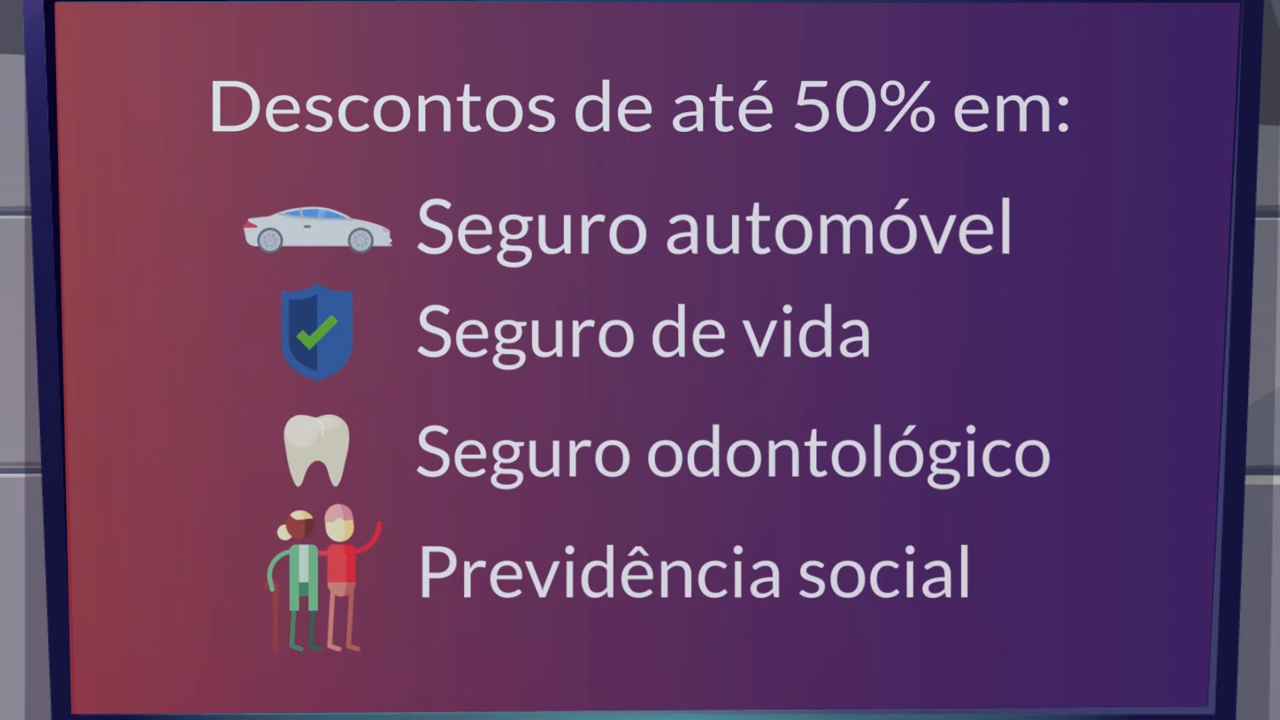 Descontos de até 50% em:
Seguro automóvel
Seguro de vida
Seguro odontológico
Previdência social